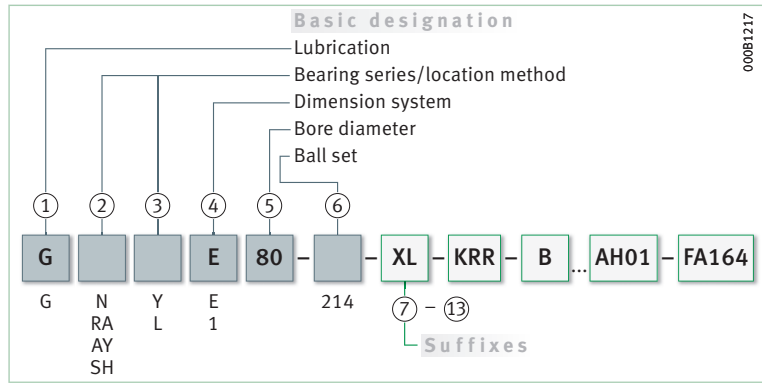 Basic designation
000B1217
Lubrication
Bearing series/location method
Dimension system
Bore diameter
Ball set
1 2 3 4 5 6
G E 80 – – XL – KRR – B ... AH01 – FA164
G N Y E 214 7 – 13
RA L 1
AY
SH
Suffixes